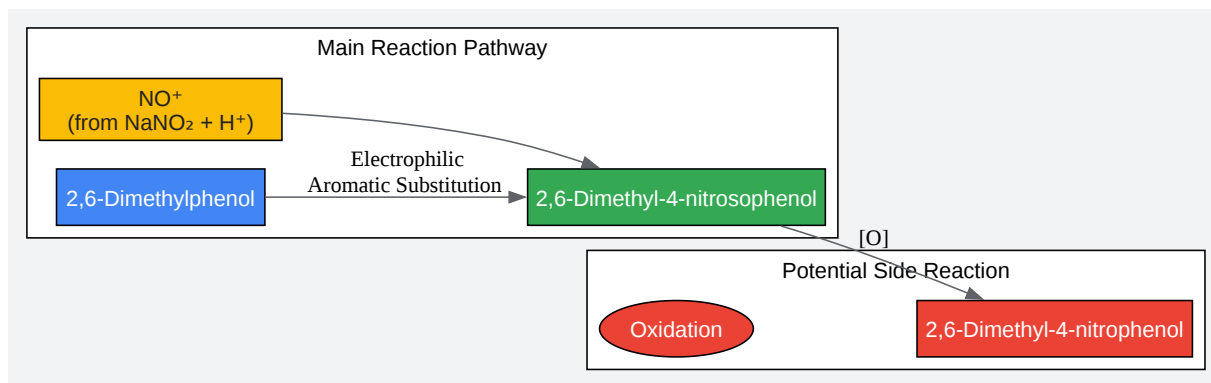 Main Reaction Pathway
NO⁺
(from NaNO₂ + H⁺)
Electrophilic
Aromatic Substitution
2,6-Dimethylphenol
2,6-Dimethyl-4-nitrosophenol
[O]
Potential Side Reaction
Oxidation
2,6-Dimethyl-4-nitrophenol